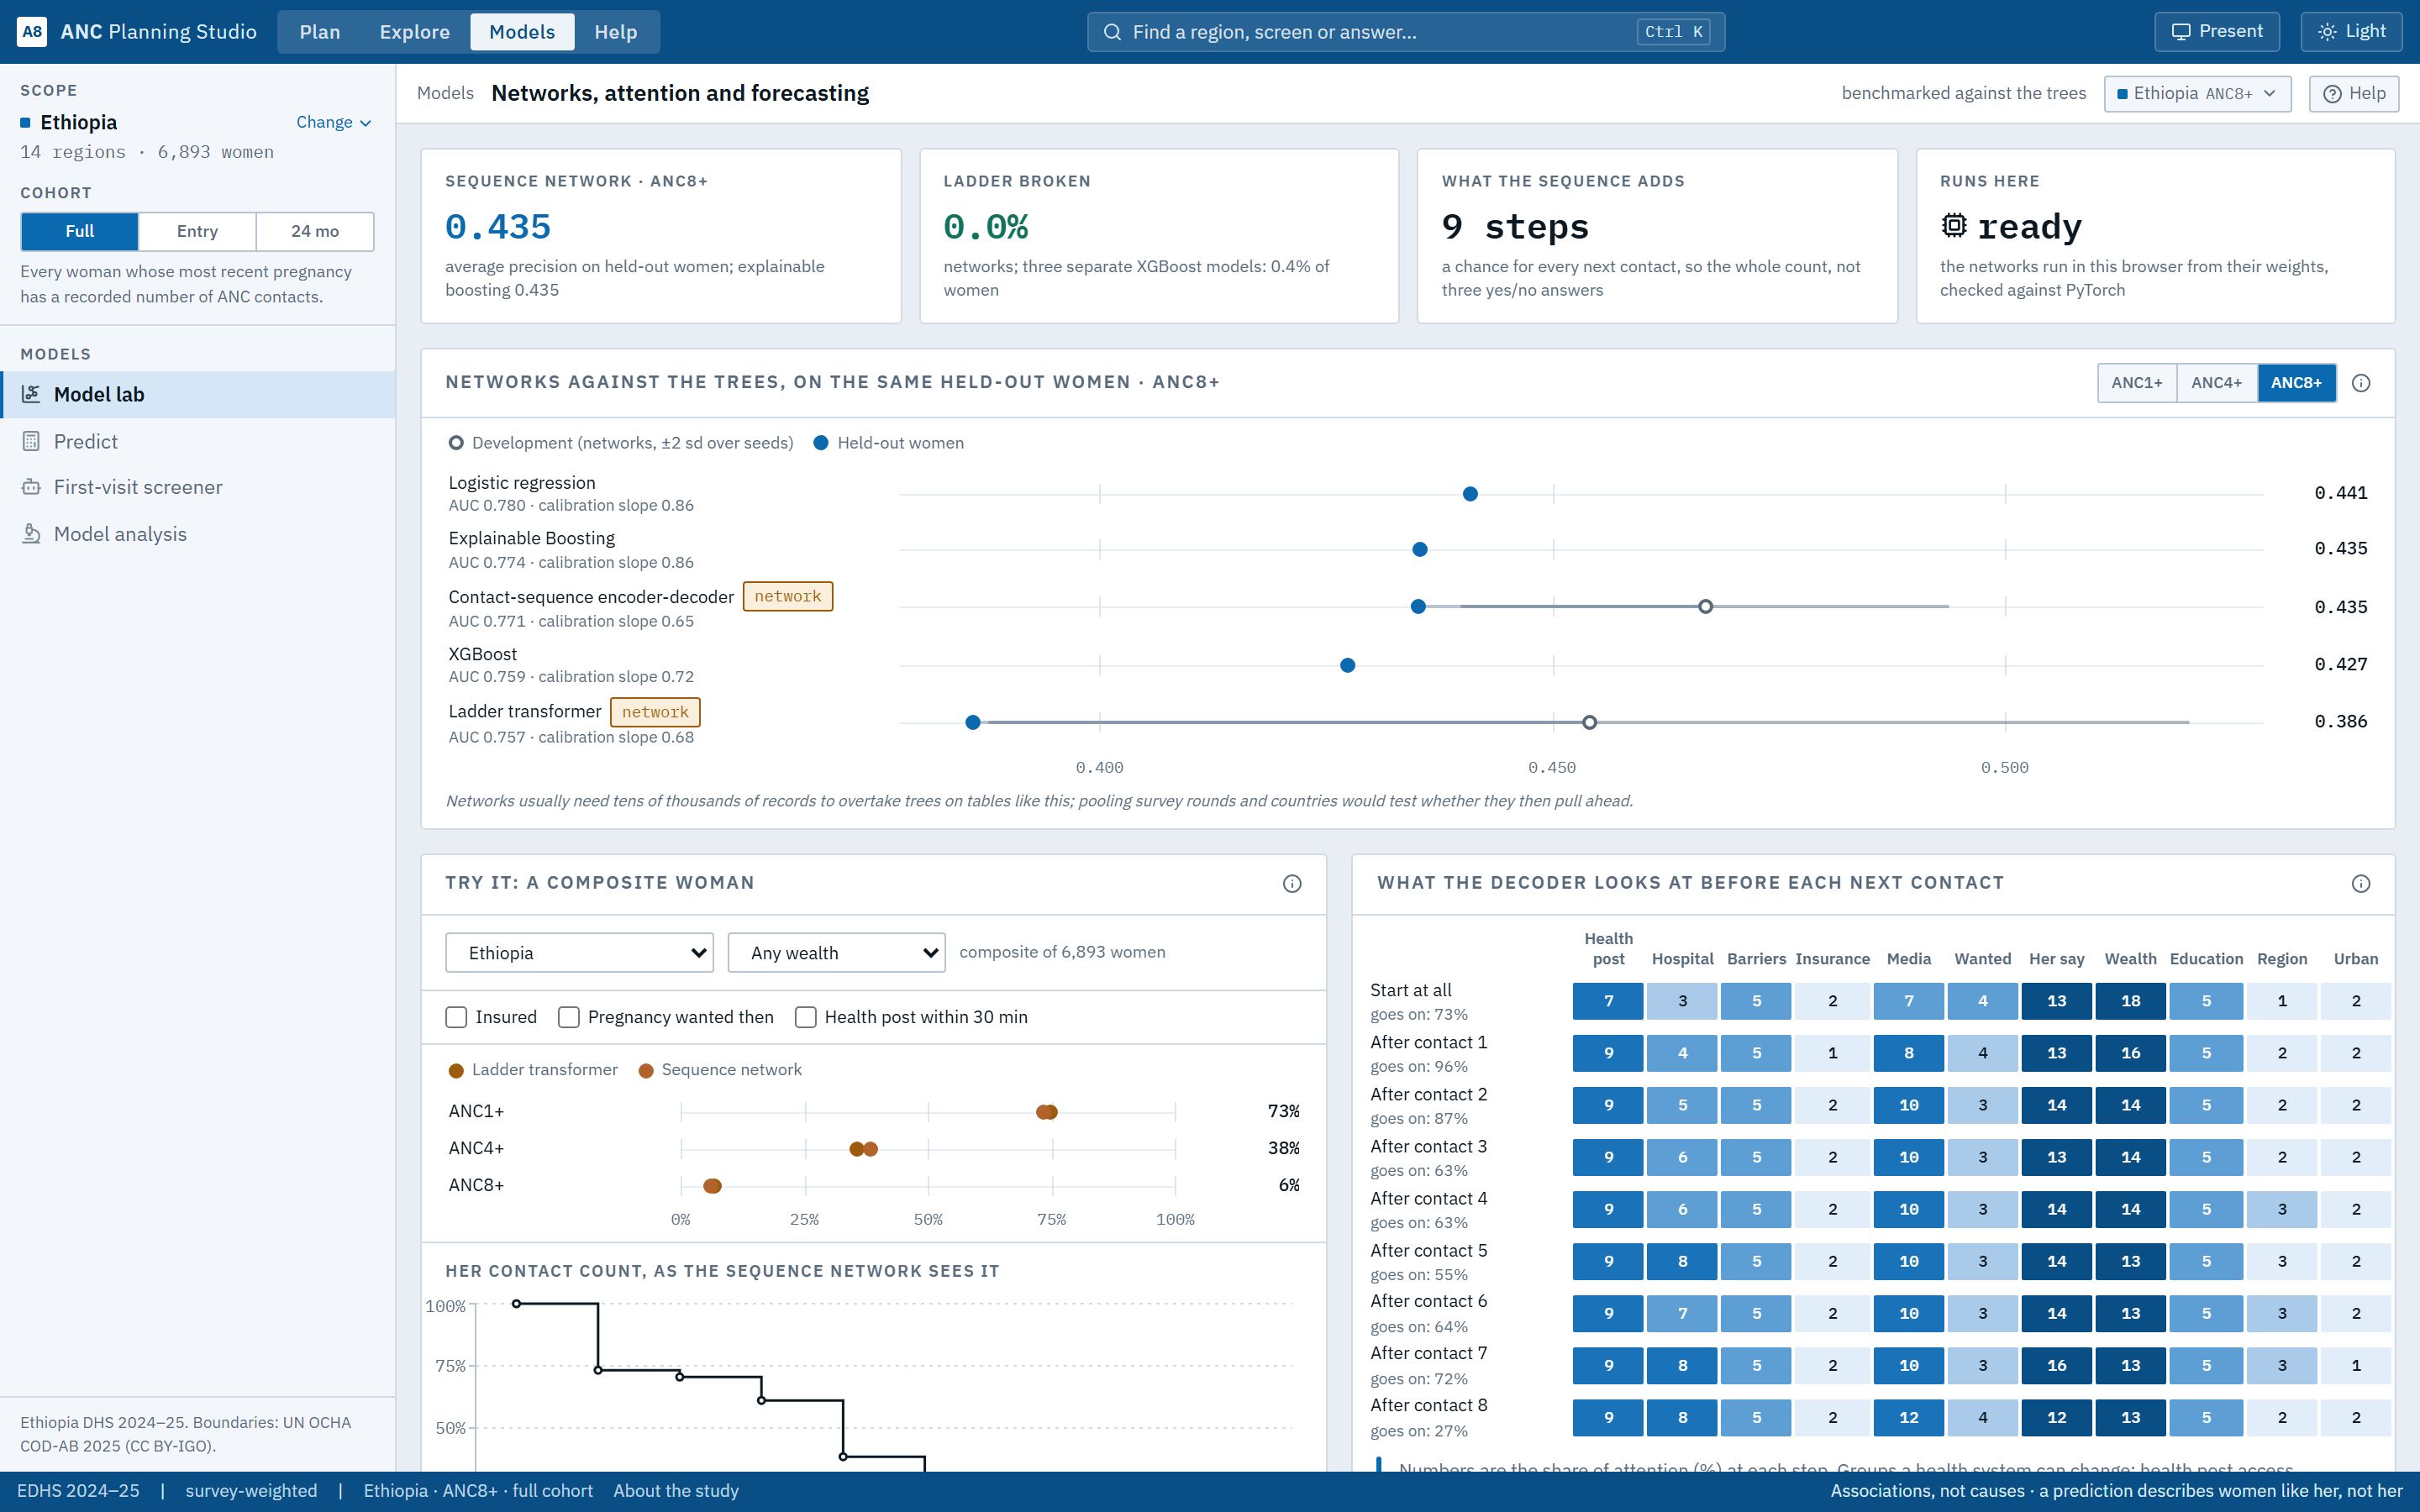 A8 ANC Planning Studio Plan Explore Models Help Find a region, screen or answer... Ctrl K Present Light
SCOPE
Ethiopia Change
14 regions · 6,893 women
COHORT
Full Entry 24 mo
Every woman whose most recent pregnancy
has a recorded number of ANC contacts.
MODELS
Model lab
Predict
First-visit screener
Model analysis
Ethiopia DHS 2024–25. Boundaries: UN OCHA
COD-AB 2025 (CC BY-IGO).
Models Networks, attention and forecasting benchmarked against the trees Ethiopia ANC8+ Help
SEQUENCE NETWORK · ANC8+
0.435
average precision on held-out women; explainable
boosting 0.435
LADDER BROKEN
0.0%
networks; three separate XGBoost models: 0.4% of
women
WHAT THE SEQUENCE ADDS
9 steps
a chance for every next contact, so the whole count, not
three yes/no answers
RUNS HERE
ready
the networks run in this browser from their weights,
checked against PyTorch
NETWORKS AGAINST THE TREES, ON THE SAME HELD-OUT WOMEN · ANC8+ ANC1+ ANC4+ ANC8+
Development (networks, ±2 sd over seeds) Held-out women
Logistic regression
AUC 0.780 · calibration slope 0.86
0.441
Explainable Boosting
AUC 0.774 · calibration slope 0.86
0.435
Contact-sequence encoder-decoder network
AUC 0.771 · calibration slope 0.65
0.435
XGBoost
AUC 0.759 · calibration slope 0.72
0.427
Ladder transformer network
AUC 0.757 · calibration slope 0.68
0.386
0.400 0.450 0.500
Networks usually need tens of thousands of records to overtake trees on tables like this; pooling survey rounds and countries would test whether they then pull ahead.
TRY IT: A COMPOSITE WOMAN
Ethiopia Any wealth composite of 6,893 women
Insured Pregnancy wanted then Health post within 30 min
Ladder transformer Sequence network
ANC1+ 73%
ANC4+ 38%
ANC8+ 6%
0% 25% 50% 75% 100%
HER CONTACT COUNT, AS THE SEQUENCE NETWORK SEES IT
100%
75%
50%
WHAT THE DECODER LOOKS AT BEFORE EACH NEXT CONTACT
Health
post Hospital Barriers Insurance Media Wanted Her say Wealth Education Region Urban
Start at all
goes on: 73%
7 3 5 2 7 4 13 18 5 1 2
After contact 1
goes on: 96%
9 4 5 1 8 4 13 16 5 2 2
After contact 2
goes on: 87%
9 5 5 2 10 3 14 14 5 2 2
After contact 3
goes on: 63%
9 6 5 2 10 3 13 14 5 2 2
After contact 4
goes on: 63%
9 6 5 2 10 3 14 14 5 3 2
After contact 5
goes on: 55%
9 8 5 2 10 3 14 13 5 3 2
After contact 6
goes on: 64%
9 7 5 2 10 3 14 13 5 3 2
After contact 7
goes on: 72%
9 8 5 2 10 3 16 13 5 3 1
After contact 8
goes on: 27%
9 8 5 2 12 4 12 13 5 2 2
Numbers are the share of attention (%) at each step. Groups a health system can change: health post access,
EDHS 2024–25 | survey-weighted | Ethiopia · ANC8+ · full cohort About the study Associations, not causes · a prediction describes women like her, not her